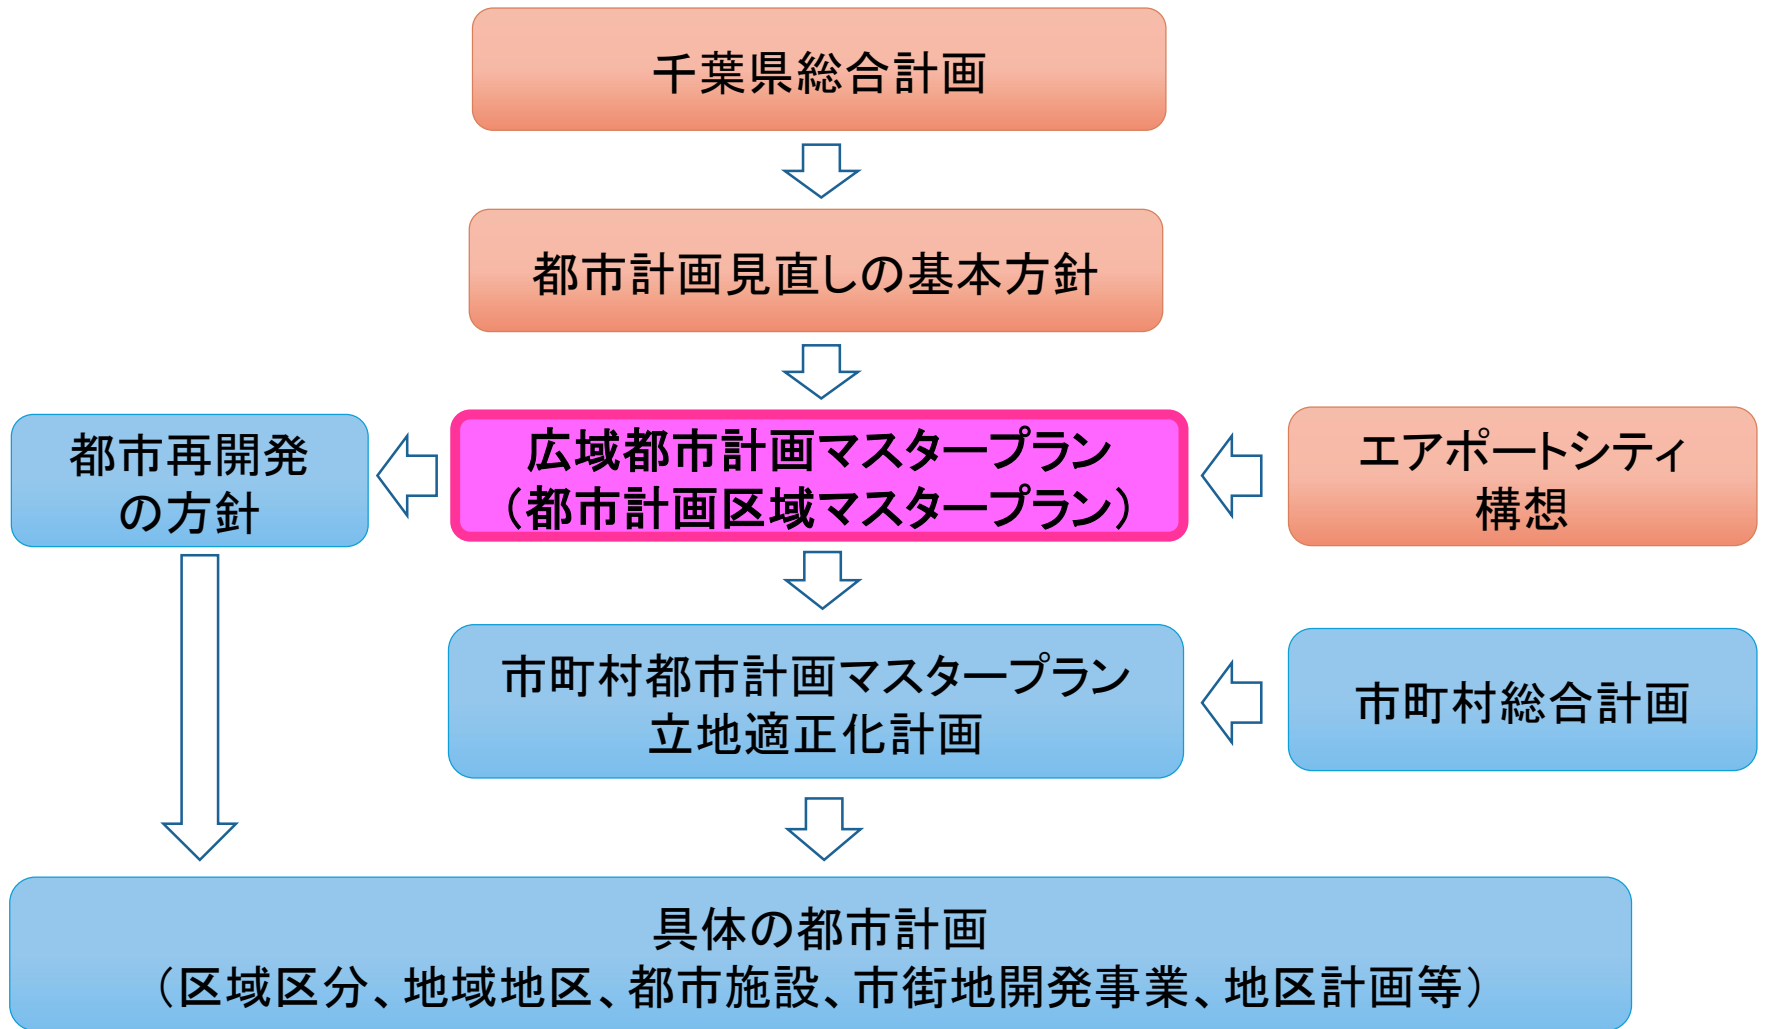 千葉県総合計画
都市計画見直しの基本方針
都市再開発
の方針
広域都市計画マスタープラン
（都市計画区域マスタープラン）
エアポートシティ
構想
市町村都市計画マスタープラン
立地適正化計画
市町村総合計画
具体の都市計画
（区域区分、地域地区、都市施設、市街地開発事業、地区計画等）